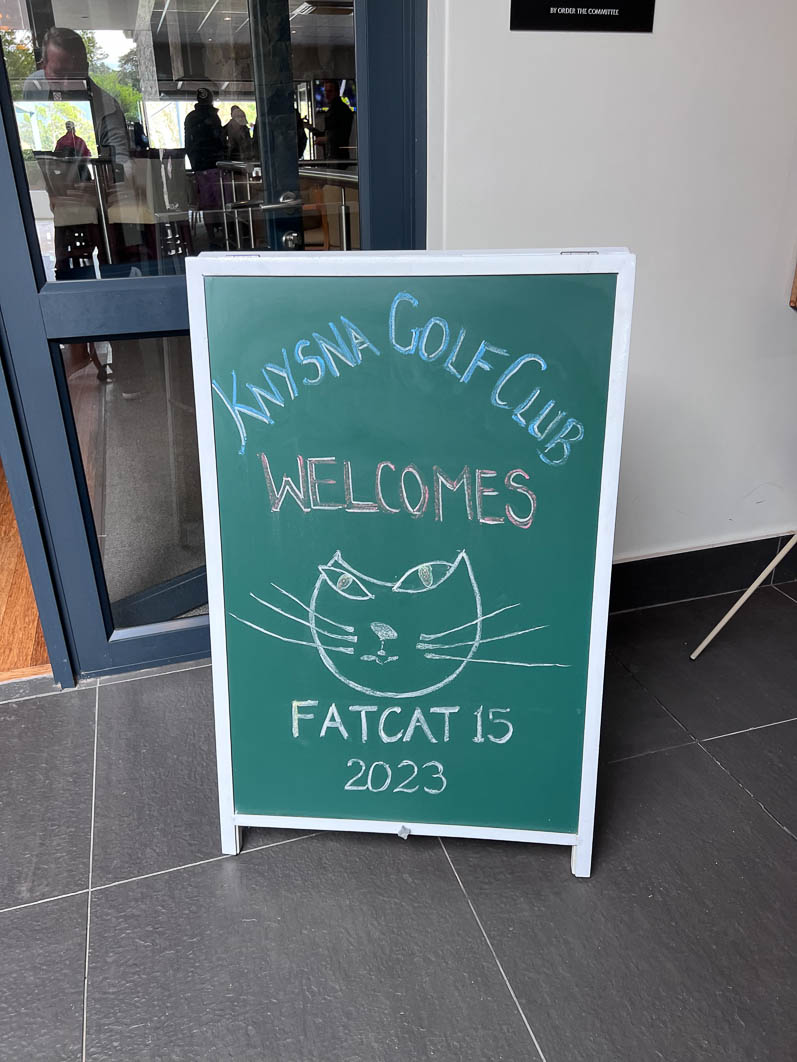 BY ORDER THE COMMITTEE
KNYSNA GOLF CLUB
WELCOMES
FATCAT 15
2023